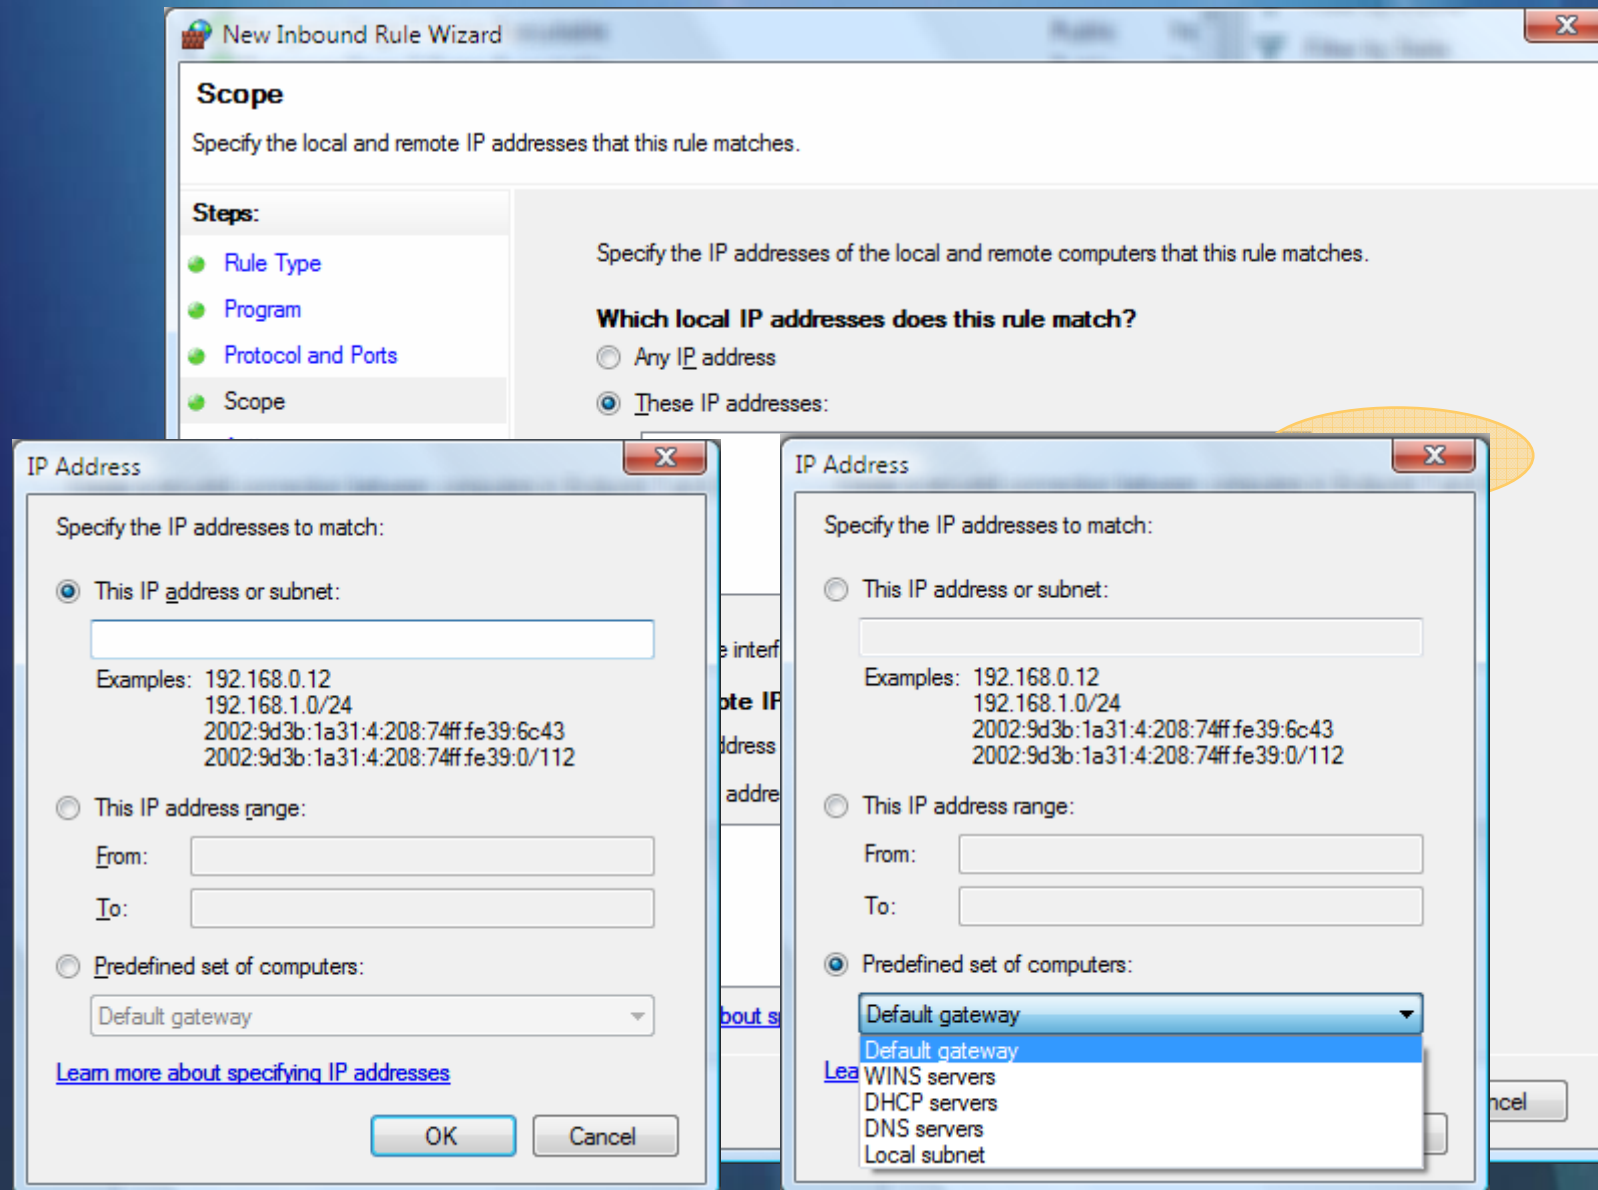 New Inbound Rule Wizard
Scope
Specify the local and remote IP addresses that this rule matches.
Steps:
Rule Type
Program
Protocol and Ports
Scope
Specify the IP addresses of the local and remote computers that this rule matches.
Which local IP addresses does this rule match?
Any IP address
These IP addresses:
IP Address
Specify the IP addresses to match:
This IP address or subnet:
Examples: 192.168.0.12
192.168.1.0/24
2002:9d3b:1a31:4:208:74ff:fe39:6c43
2002:9d3b:1a31:4:208:74ff:fe39:0/112
This IP address range:
From:
To:
Predefined set of computers:
Default gateway
Learn more about specifying IP addresses
OK
Cancel
e interf
ote IP
ddress
addre
bout s
IP Address
Specify the IP addresses to match:
This IP address or subnet:
Examples: 192.168.0.12
192.168.1.0/24
2002:9d3b:1a31:4:208:74ff:fe39:6c43
2002:9d3b:1a31:4:208:74ff:fe39:0/112
This IP address range:
From:
To:
Predefined set of computers:
Default gateway
Default gateway
WINS servers
DHCP servers
DNS servers
Local subnet
Lea
ncel